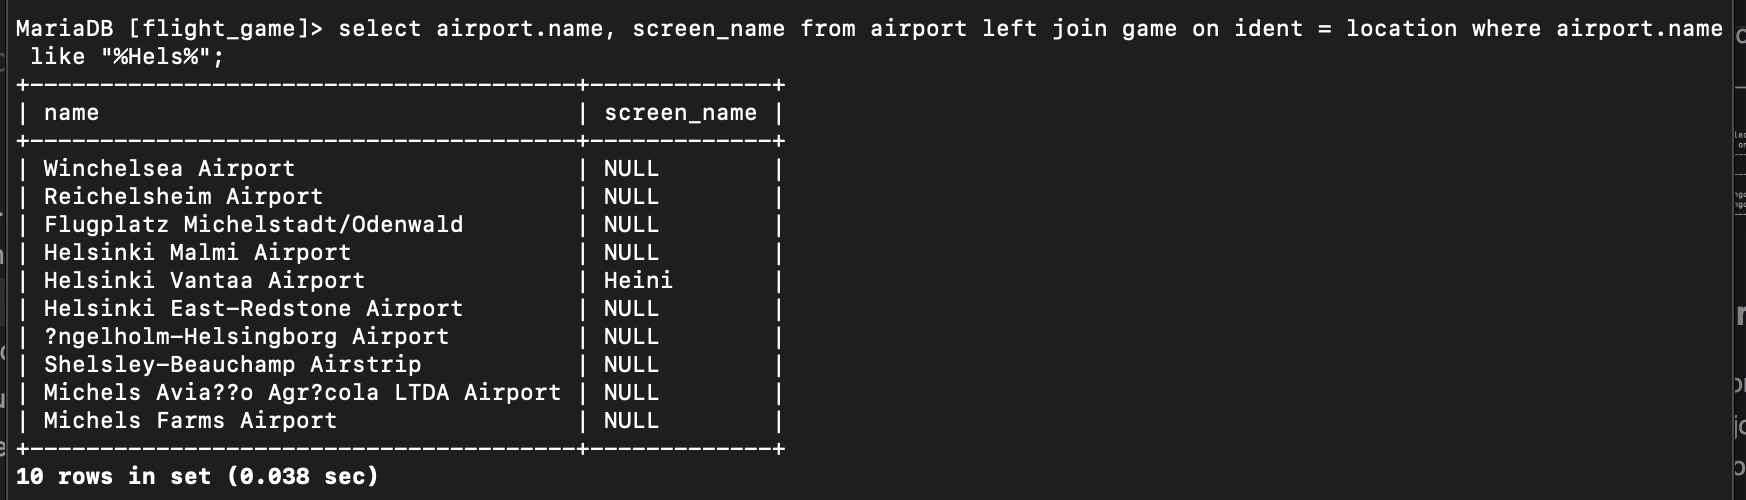 MariaDB [flight_game]> select airport.name, screen_name from airport left join game on ident = location where airport.name
 like "%Hels%";
+---------------------------------------+-------------+
| name                                  | screen_name |
+---------------------------------------+-------------+
| Winchelsea Airport                    | NULL        |
| Reichelsheim Airport                  | NULL        |
| Flugplatz Michelstadt/Odenwald        | NULL        |
| Helsinki Malmi Airport                | NULL        |
| Helsinki Vantaa Airport               | Heini       |
| Helsinki East-Redstone Airport        | NULL        |
| ?ngelholm-Helsingborg Airport         | NULL        |
| Shelsley-Beauchamp Airstrip           | NULL        |
| Michels Avia??o Agr?cola LTDA Airport | NULL        |
| Michels Farms Airport                 | NULL        |
+---------------------------------------+-------------+
10 rows in set (0.038 sec)